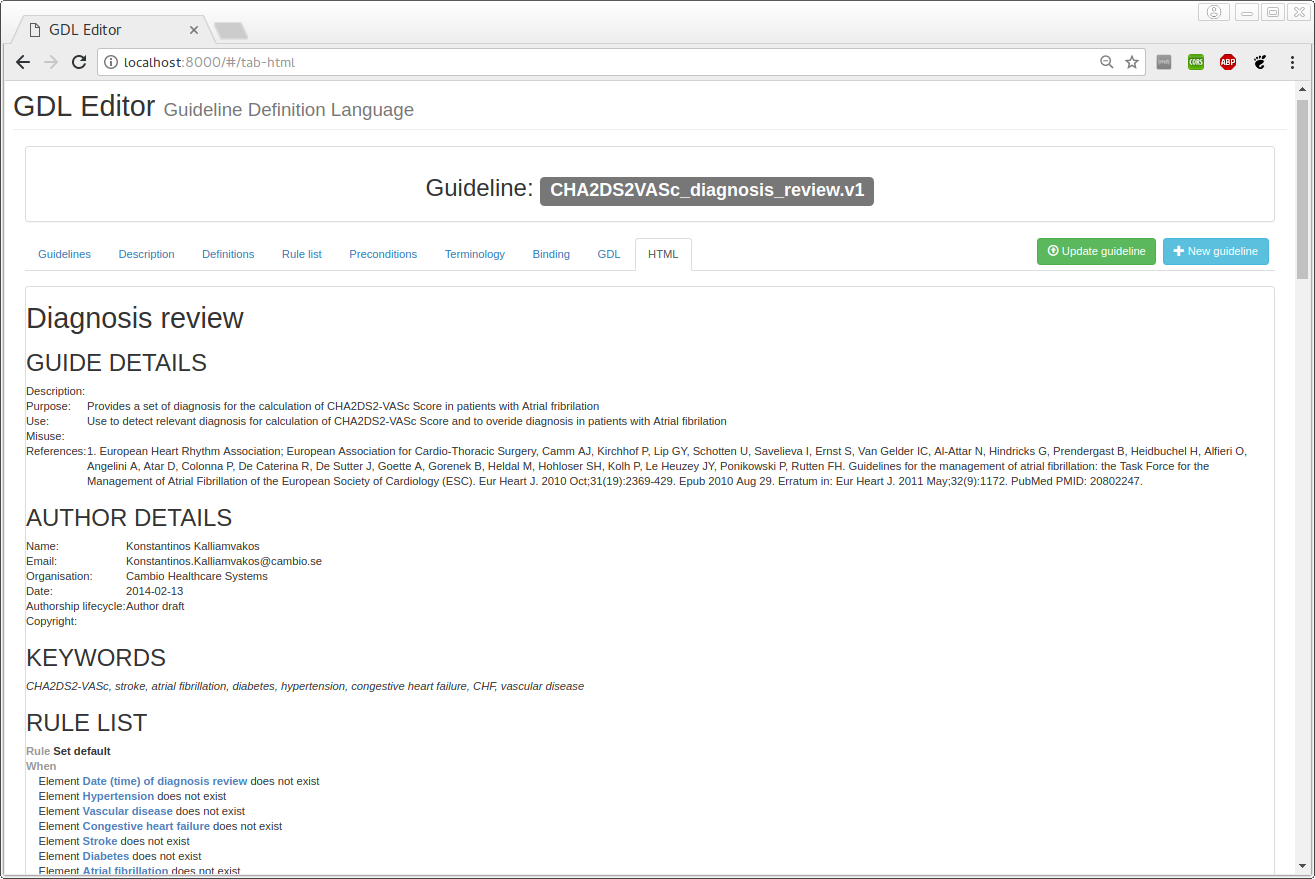 GDL Editor
localhost:8000/#/tab-html
CORS
ABP
GDL Editor Guideline Definition Language
Guideline: CHA2DS2VASc_diagnosis_review.v1
Guidelines Description Definitions Rule list Preconditions Terminology Binding GDL HTML Update guideline New guideline
Diagnosis review
GUIDE DETAILS
Description:
Purpose: Provides a set of diagnosis for the calculation of CHA2DS2-VASc Score in patients with Atrial fribrilation
Use: Use to detect relevant diagnosis for calculation of CHA2DS2-VASc Score and to overide diagnosis in patients with Atrial fibrilation
Misuse:
References:1. European Heart Rhythm Association; European Association for Cardio-Thoracic Surgery, Camm AJ, Kirchhof P, Lip GY, Schotten U, Savelieva I, Ernst S, Van Gelder IC, Al-Attar N, Hindricks G, Prendergast B, Heidbuchel H, Alfieri O,
Angelini A, Atar D, Colonna P, De Caterina R, De Sutter J, Goette A, Gorenek B, Heldal M, Hohloser SH, Kolh P, Le Heuzey JY, Ponikowski P, Rutten FH. Guidelines for the management of atrial fibrillation: the Task Force for the
Management of Atrial Fibrillation of the European Society of Cardiology (ESC). Eur Heart J. 2010 Oct;31(19):2369-429. Epub 2010 Aug 29. Erratum in: Eur Heart J. 2011 May;32(9):1172. PubMed PMID: 20802247.
AUTHOR DETAILS
Name: Konstantinos Kalliamvakos
Email: Konstantinos.Kalliamvakos@cambio.se
Organisation: Cambio Healthcare Systems
Date: 2014-02-13
Authorship lifecycle:Author draft
Copyright:
KEYWORDS
CHA2DS2-VASc, stroke, atrial fibrillation, diabetes, hypertension, congestive heart failure, CHF, vascular disease
RULE LIST
Rule Set default
When
Element Date (time) of diagnosis review does not exist
Element Hypertension does not exist
Element Vascular disease does not exist
Element Congestive heart failure does not exist
Element Stroke does not exist
Element Diabetes does not exist
Element Atrial fibrillation does not exist